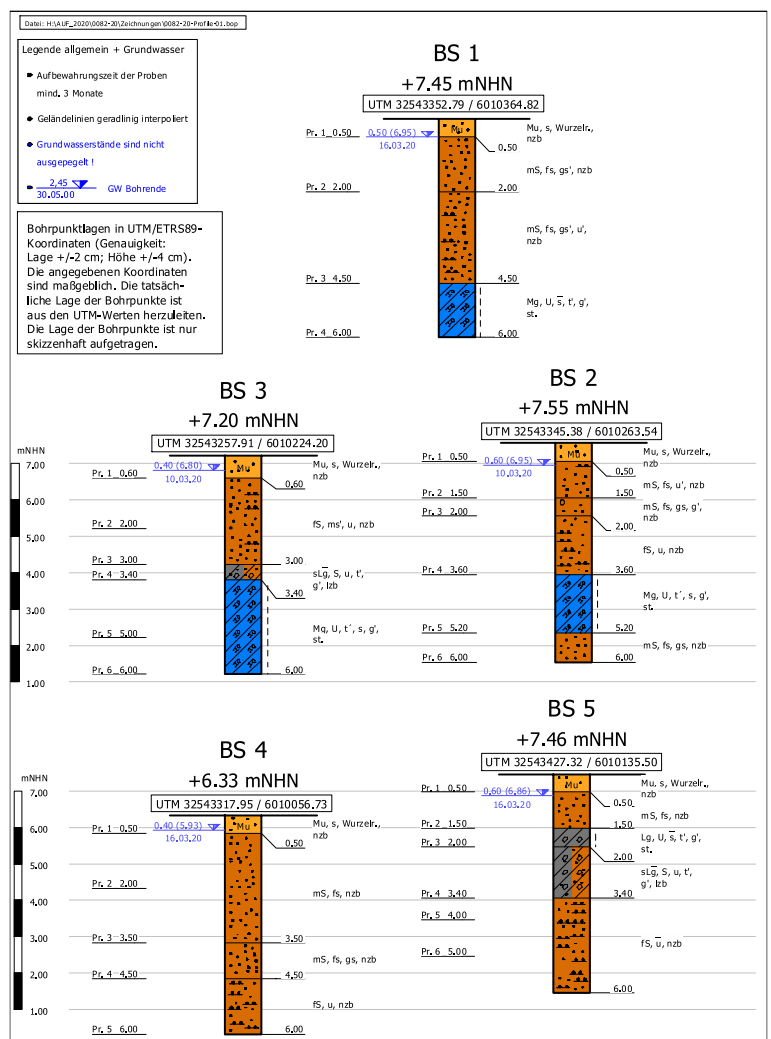 Datei: H:\AUF_2020\0082-20\Zeichnungen\0082-20-Profile-01.bop
Legende allgemein + Grundwasser
Aufbewahrungszeit der Proben
mind. 3 Monate
Geländelinien geradlinig interpoliert
Grundwasserstände sind nicht
ausgepegelt !
2,45
30.05.00
GW Bohrende
Bohrpunktlagen in UTM/ETRS89-
Koordinaten (Genauigkeit:
Lage +/-2 cm; Höhe +/-4 cm).
Die angegebenen Koordinaten
sind maßgeblich. Die tatsäch-
liche Lage der Bohrpunkte ist
aus den UTM-Werten herzuleiten.
Die Lage der Bohrpunkte ist nur
skizzenhaft aufgetragen.
BS 1
+7.45 mNHN
UTM 32543352.79 / 6010364.82
Pr. 1_0.50
0.50 (6.95)
16.03.20
Mu
Mu, s, Wurzelr.,
nzb
0.50
mS, fs, gs', nzb
Pr. 2 2.00
2.00
mS, fs, gs', u',
nzb
Pr. 3 4.50
4.50
Mg, U, s̅, t', g',
st.
Pr. 4_6.00
6.00
BS 3
+7.20 mNHN
UTM 32543257.91 / 6010224.20
mNHN
7.00
6.00
5.00
4.00
3.00
2.00
1.00
Pr. 1_0.60
0.40 (6.80)
10.03.20
Mu
Mu, s, Wurzelr.,
nzb
0.60
Pr. 2 2.00
fS, ms', u, nzb
Pr. 3 3.00
3.00
Pr. 4 3.40
sLg̅, S, u, t',
g', lzb
3.40
Pr. 5 5.00
Mg, U, t´, s, g',
st.
Pr. 6_6.00
6.00
BS 2
+7.55 mNHN
UTM 32543345.38 / 6010263.54
Pr. 1 0.50
0.60 (6.95)
10.03.20
Mu
Mu, s, Wurzelr.,
nzb
0.50
mS, fs, u', nzb
Pr. 2 1.50
1.50
Pr. 3 2.00
mS, fs, gs, g',
nzb
2.00
fS, u, nzb
Pr. 4 3.60
3.60
Mg, U, t´, s, g',
st.
Pr. 5 5.20
5.20
mS, fs, gs, nzb
Pr. 6 6.00
6.00
BS 4
+6.33 mNHN
UTM 32543317.95 / 6010056.73
mNHN
7.00
6.00
5.00
4.00
3.00
2.00
1.00
Pr. 1_0.50
0.40 (5.93)
16.03.20
Mu
Mu, s, Wurzelr.,
nzb
0.50
Pr. 2 2.00
mS, fs, nzb
Pr. 3 3.50
3.50
mS, fs, gs, nzb
Pr. 4 4.50
4.50
fS, u, nzb
Pr. 5 6.00
6.00
BS 5
+7.46 mNHN
UTM 32543427.32 / 6010135.50
Pr. 1 0.50
0.60 (6.86)
16.03.20
Mu
Mu, s, Wurzelr.,
nzb
0.50
mS, fs, nzb
Pr. 2_1.50
1.50
Pr. 3 2.00
Lg, U, s̅, t', g',
st.
2.00
sLg̅, S, u, t',
g', lzb
Pr. 4 3.40
3.40
Pr. 5 4.00
fS, u̅, nzb
Pr. 6_5.00
6.00